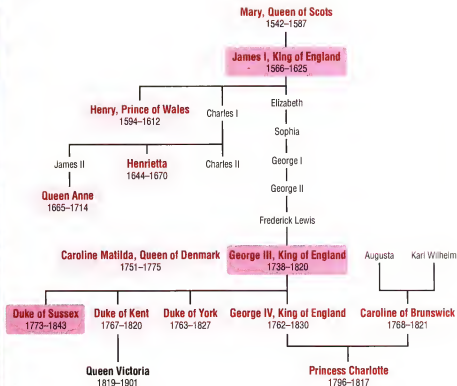 Mary, Queen of Scots
1542–1587
James I, King of England
1566–1625
Henry, Prince of Wales
1594–1612
Charles I
Elizabeth
Sophia
James II
Henrietta
1644–1670
Charles II
George I
Queen Anne
1665–1714
George II
Frederick Lewis
Caroline Matilda, Queen of Denmark
1751–1775
George III, King of England
1738–1820
Augusta
Karl Wilhelm
Duke of Sussex
1773–1843
Duke of Kent
1767–1820
Duke of York
1763–1827
George IV, King of England
1762–1830
Caroline of Brunswick
1768–1821
Queen Victoria
1819–1901
Princess Charlotte
1796–1817